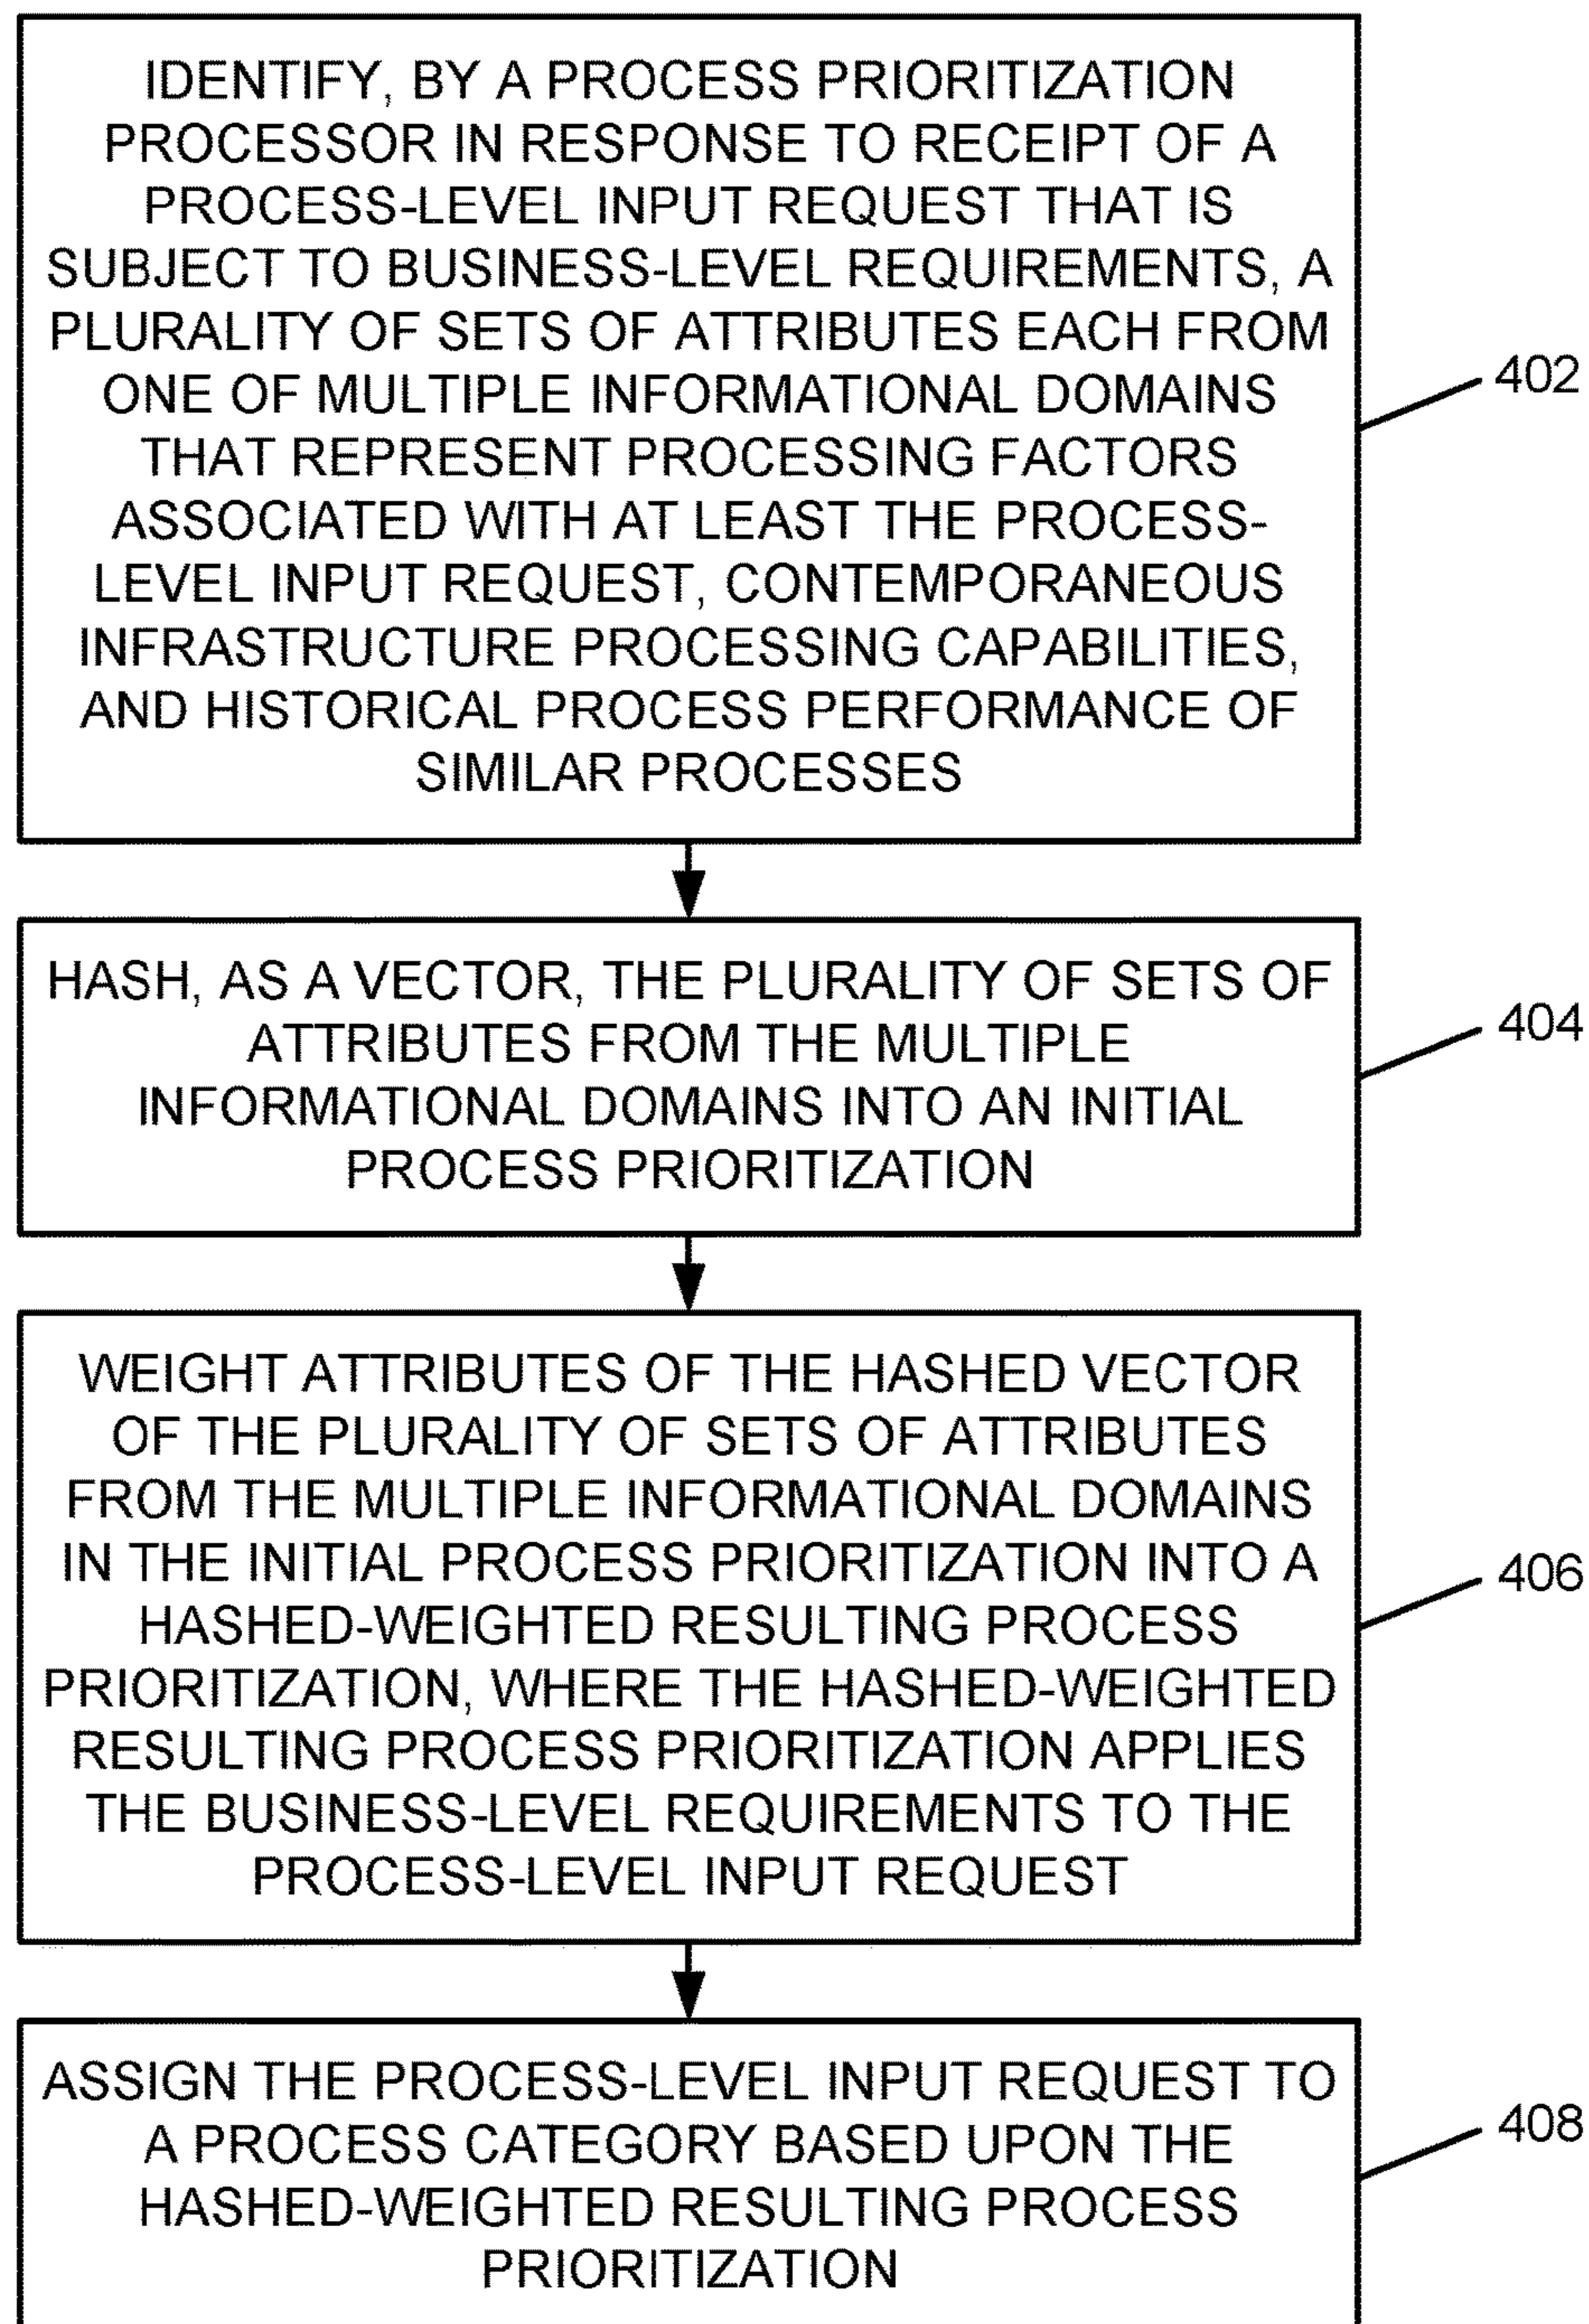 IDENTIFY, BY A PROCESS PRIORITIZATION
PROCESSOR IN RESPONSE TO RECEIPT OF A
PROCESS-LEVEL INPUT REQUEST THAT IS
SUBJECT TO BUSINESS-LEVEL REQUIREMENTS, A
PLURALITY OF SETS OF ATTRIBUTES EACH FROM
ONE OF MULTIPLE INFORMATIONAL DOMAINS
THAT REPRESENT PROCESSING FACTORS
ASSOCIATED WITH AT LEAST THE PROCESS-
LEVEL INPUT REQUEST, CONTEMPORANEOUS
INFRASTRUCTURE PROCESSING CAPABILITIES,
AND HISTORICAL PROCESS PERFORMANCE OF
SIMILAR PROCESSES
402
HASH, AS A VECTOR, THE PLURALITY OF SETS OF
ATTRIBUTES FROM THE MULTIPLE
INFORMATIONAL DOMAINS INTO AN INITIAL
PROCESS PRIORITIZATION
404
WEIGHT ATTRIBUTES OF THE HASHED VECTOR
OF THE PLURALITY OF SETS OF ATTRIBUTES
FROM THE MULTIPLE INFORMATIONAL DOMAINS
IN THE INITIAL PROCESS PRIORITIZATION INTO A
HASHED-WEIGHTED RESULTING PROCESS
PRIORITIZATION, WHERE THE HASHED-WEIGHTED
RESULTING PROCESS PRIORITIZATION APPLIES
THE BUSINESS-LEVEL REQUIREMENTS TO THE
PROCESS-LEVEL INPUT REQUEST
406
ASSIGN THE PROCESS-LEVEL INPUT REQUEST TO
A PROCESS CATEGORY BASED UPON THE
HASHED-WEIGHTED RESULTING PROCESS
PRIORITIZATION
408